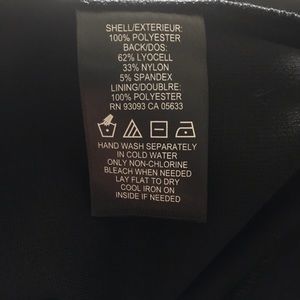 SHELL/EXTERIEUR:
100% POLYESTER
BACK/DOS:
62% LYOCELL
33% NYLON
5% SPANDEX
LINING/DOUBLRE:
100% POLYESTER
RN 93093 CA 05633
HAND WASH SEPARATELY
IN COLD WATER
ONLY NON-CHLORINE
BLEACH WHEN NEEDED
LAY FLAT TO DRY
COOL IRON ON
INSIDE IF NEEDED